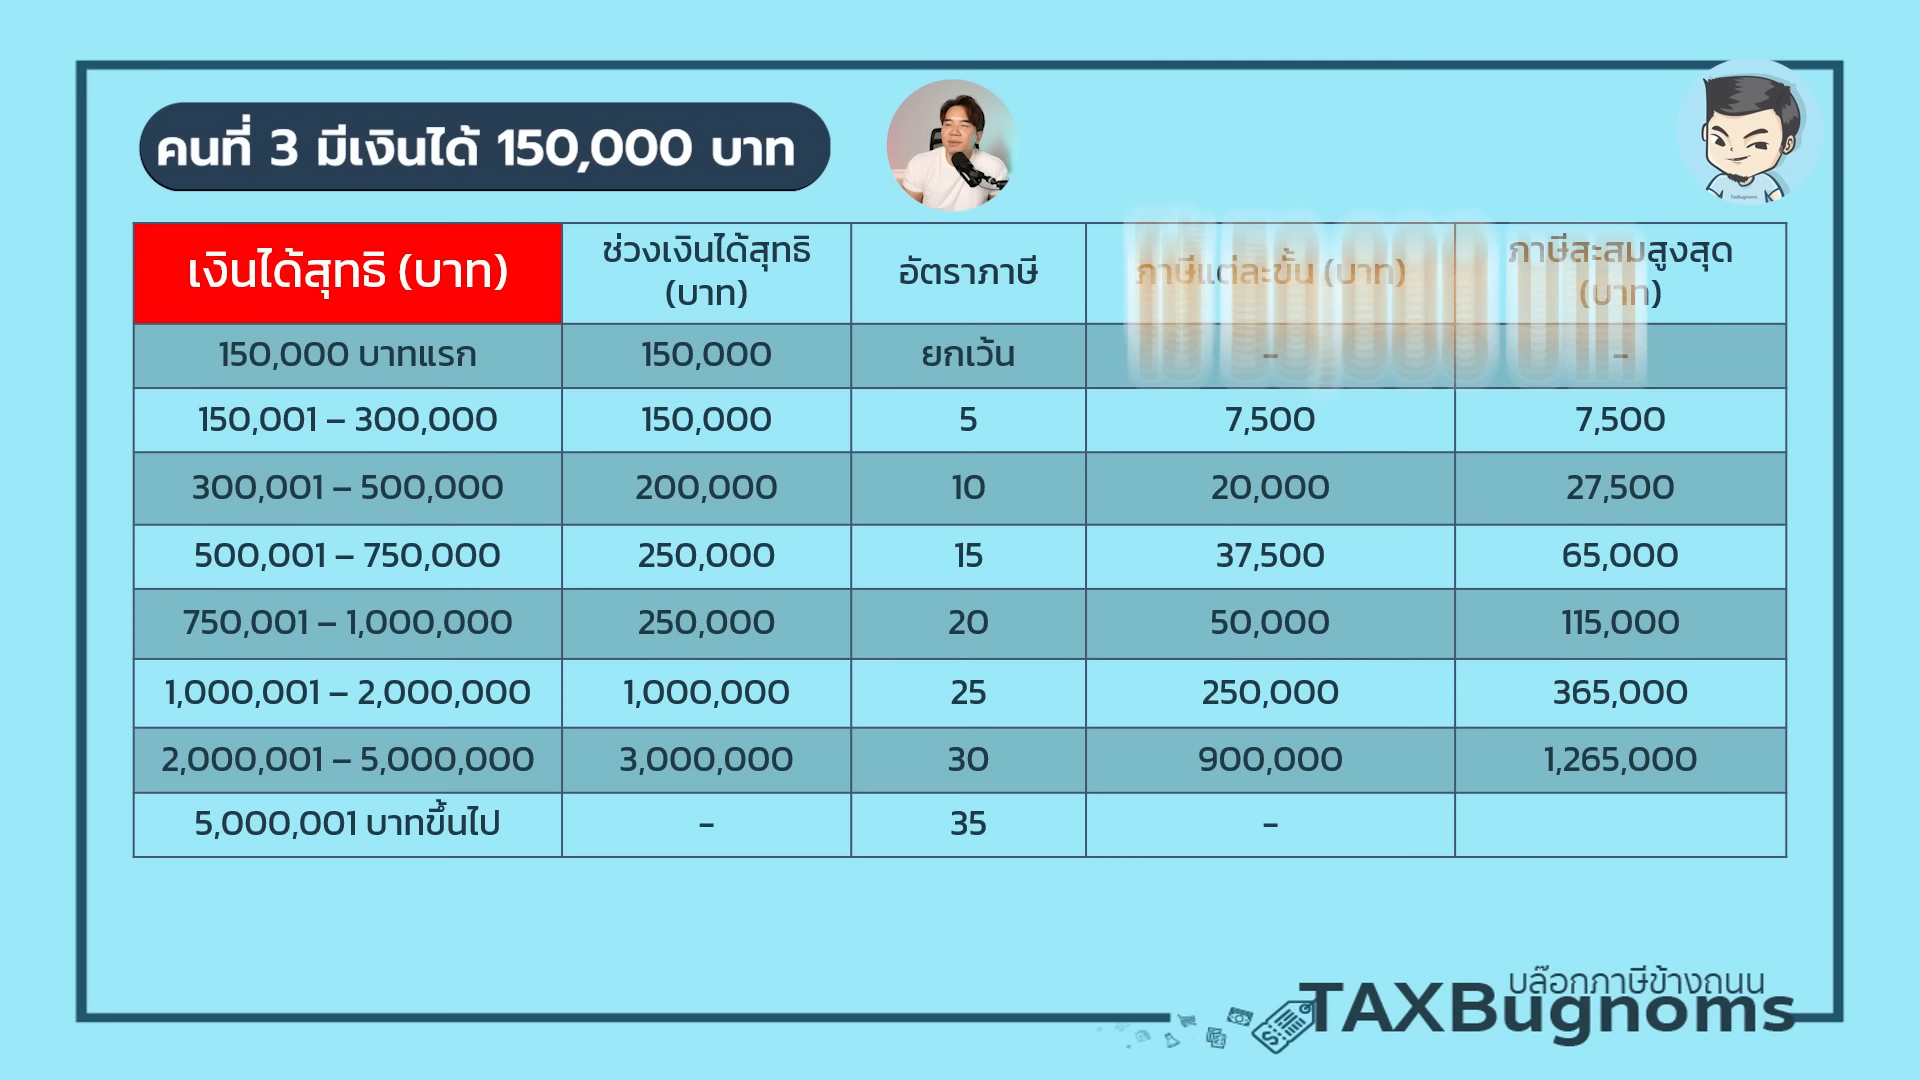 คนที่ 3 มีเงินได้ 150,000 บาท
เงินได้สุทธิ (บาท)
ช่วงเงินได้สุทธิ
(บาท)
อัตราภาษี
ภาษีแต่ละขั้น (บาท)
ภาษีสะสมสูงสุด
(บาท)
150,000 บาทแรก 150,000 ยกเว้น - -
150,001 – 300,000 150,000 5 7,500 7,500
300,001 – 500,000 200,000 10 20,000 27,500
500,001 – 750,000 250,000 15 37,500 65,000
750,001 – 1,000,000 250,000 20 50,000 115,000
1,000,001 – 2,000,000 1,000,000 25 250,000 365,000
2,000,001 – 5,000,000 3,000,000 30 900,000 1,265,000
5,000,001 บาทขึ้นไป - 35 -
บล๊อกภาษีข้างถนน
TAXBugnoms